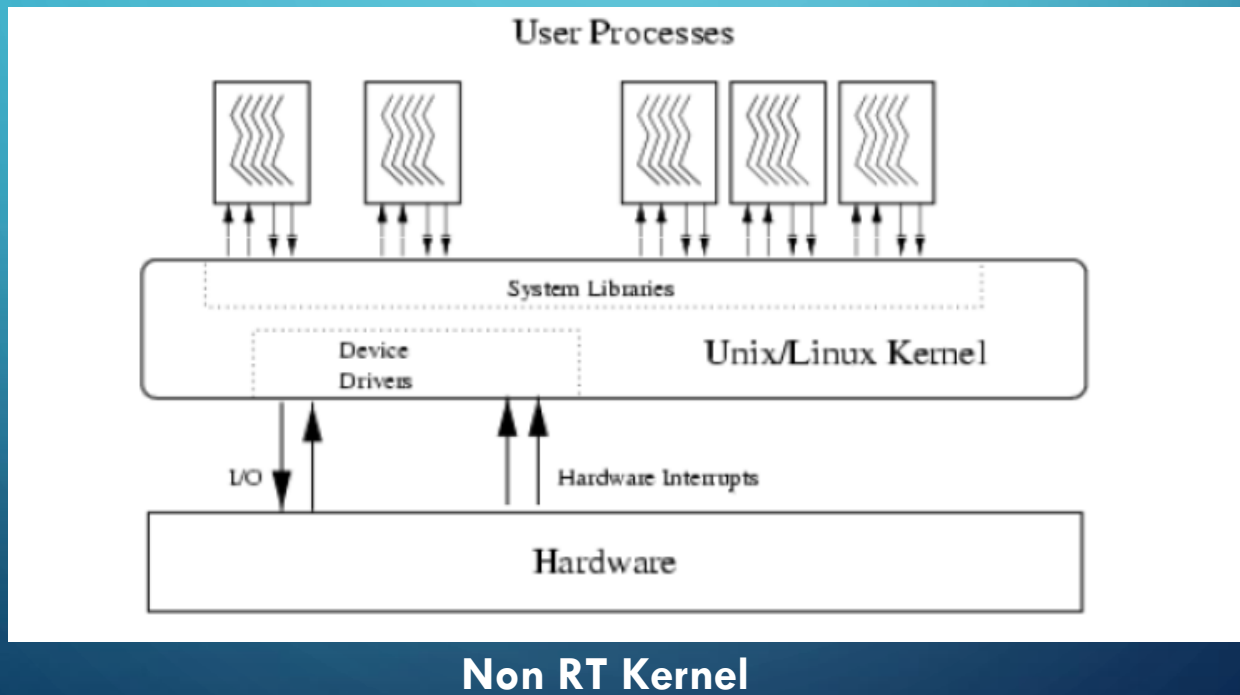 User Processes
System Libraries
Device
Drivers
Unix/Linux Kernel
I/O
Hardware Interrupts
Hardware
Non RT Kernel